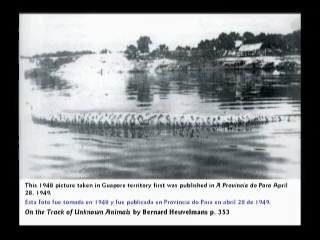 This 1948 picture taken in Guapore territory first was published in A Provincia do Para April
28, 1949.
Esta foto fue tomada en 1948 y fue publicada en Provincia do Para en abril 28 de 1949.
On the Track of Unknown Animals by Bernard Heuvelmans p. 353